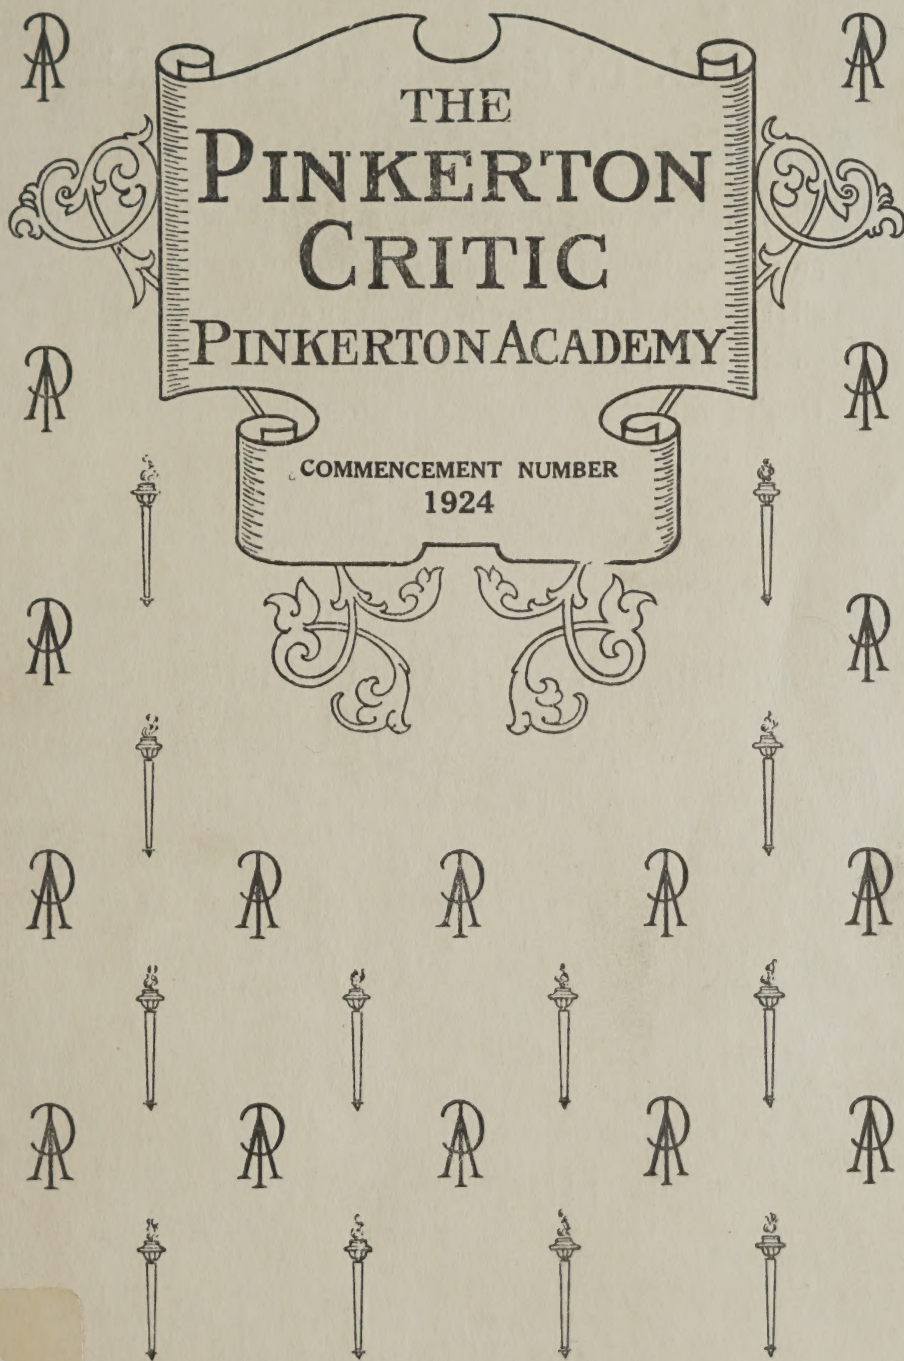 THE
PINKERTON
CRITIC
PINKERTON ACADEMY
COMMENCEMENT NUMBER
1924